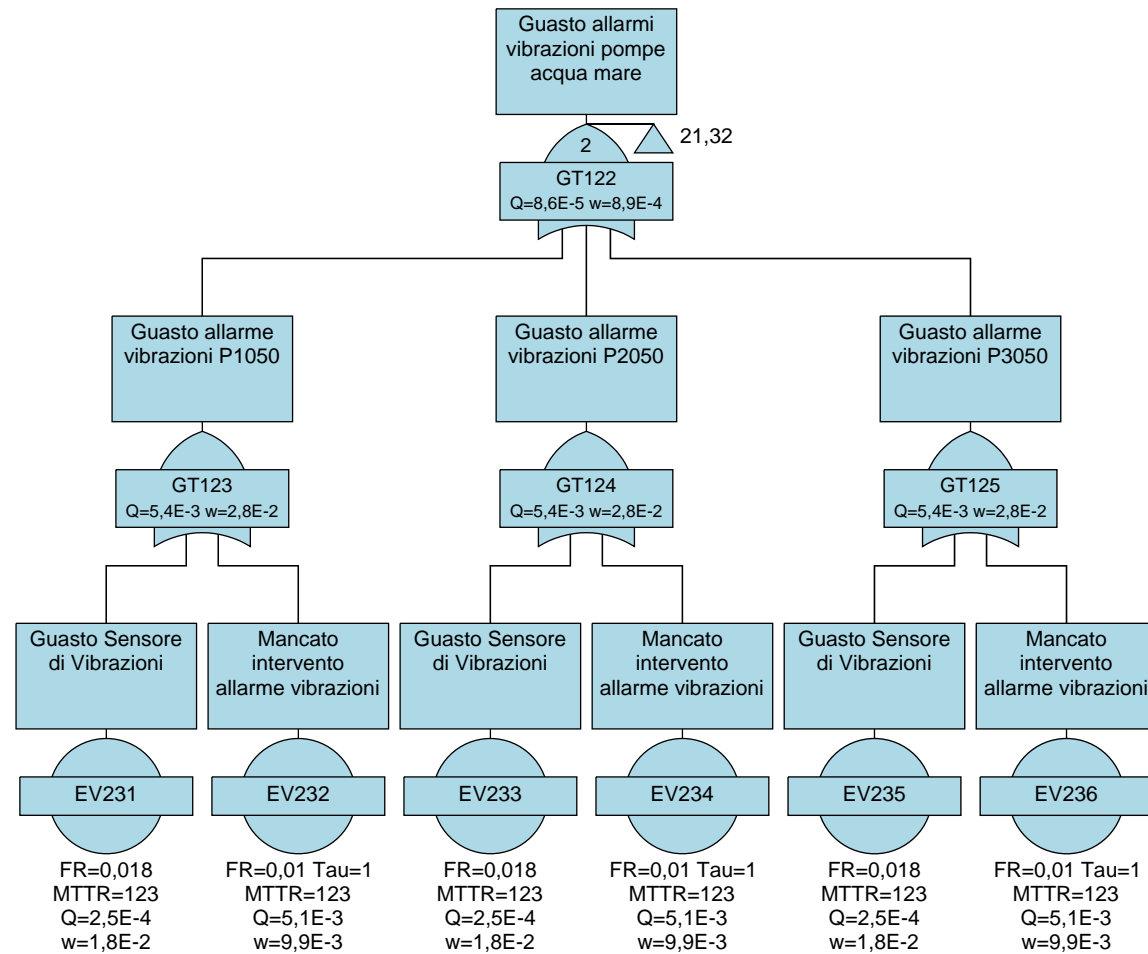 Guasto allarmi
vibrazioni pompe
acqua mare
2
21,32
GT122
Q=8,6E-5 w=8,9E-4
Guasto allarme
vibrazioni P1050
Guasto allarme
vibrazioni P2050
Guasto allarme
vibrazioni P3050
GT123
Q=5,4E-3 w=2,8E-2
GT124
Q=5,4E-3 w=2,8E-2
GT125
Q=5,4E-3 w=2,8E-2
Guasto Sensore
di Vibrazioni
Mancato
intervento
allarme vibrazioni
Guasto Sensore
di Vibrazioni
Mancato
intervento
allarme vibrazioni
Guasto Sensore
di Vibrazioni
Mancato
intervento
allarme vibrazioni
EV231
EV232
EV233
EV234
EV235
EV236
FR=0,018
MTTR=123
Q=2,5E-4
w=1,8E-2
FR=0,01 Tau=1
MTTR=123
Q=5,1E-3
w=9,9E-3
FR=0,018
MTTR=123
Q=2,5E-4
w=1,8E-2
FR=0,01 Tau=1
MTTR=123
Q=5,1E-3
w=9,9E-3
FR=0,018
MTTR=123
Q=2,5E-4
w=1,8E-2
FR=0,01 Tau=1
MTTR=123
Q=5,1E-3
w=9,9E-3